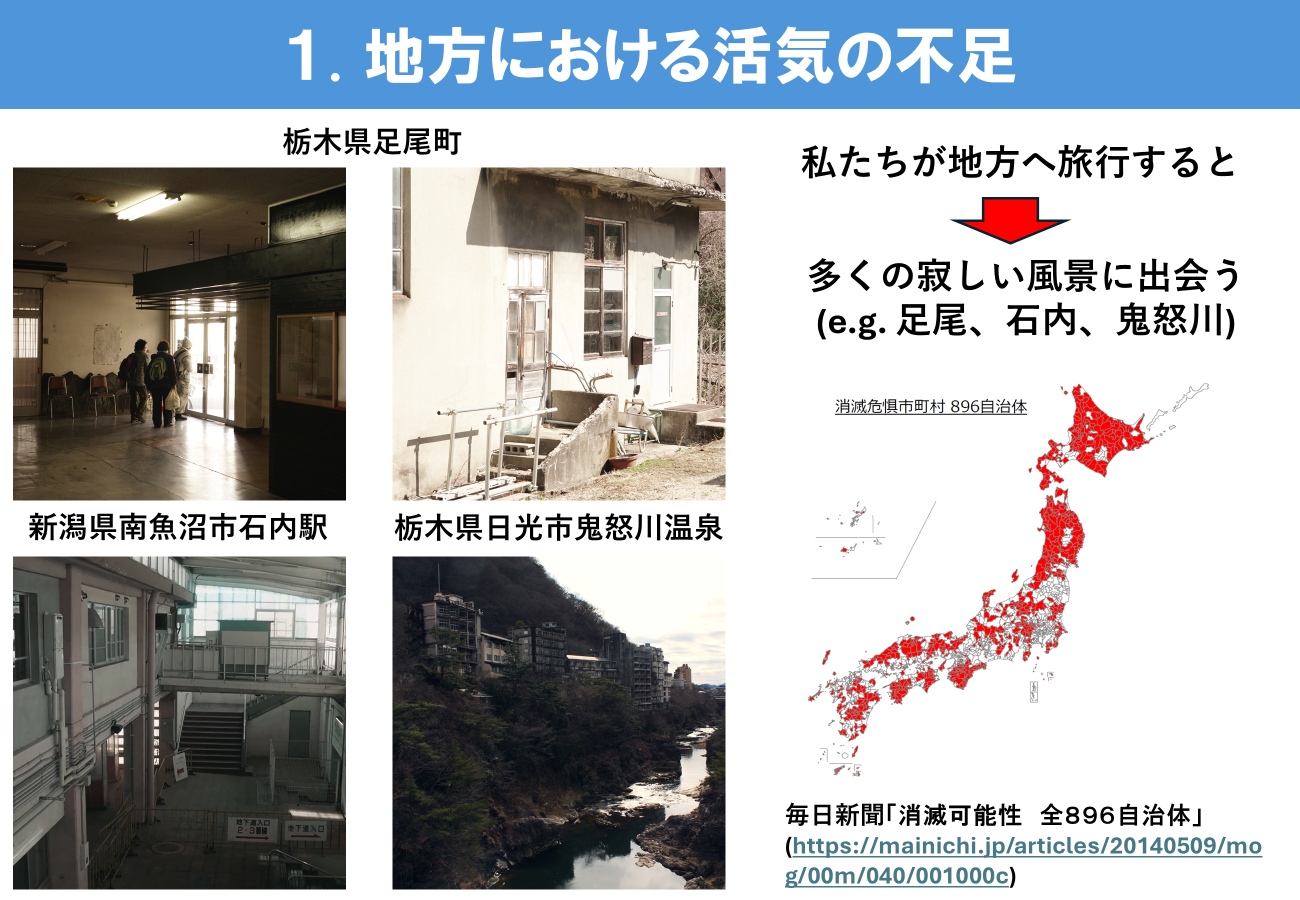 1. 地方における活気の不足
栃木県足尾町
新潟県南魚沼市石内駅
栃木県日光市鬼怒川温泉
地下道入口
2・3番線
地下道入口
私たちが地方へ旅行すると
多くの寂しい風景に出会う
(e.g. 足尾、石内、鬼怒川)
消滅危惧市町村 896自治体
毎日新聞「消滅可能性　全896自治体」
(https://mainichi.jp/articles/20140509/mo
g/00m/040/001000c)